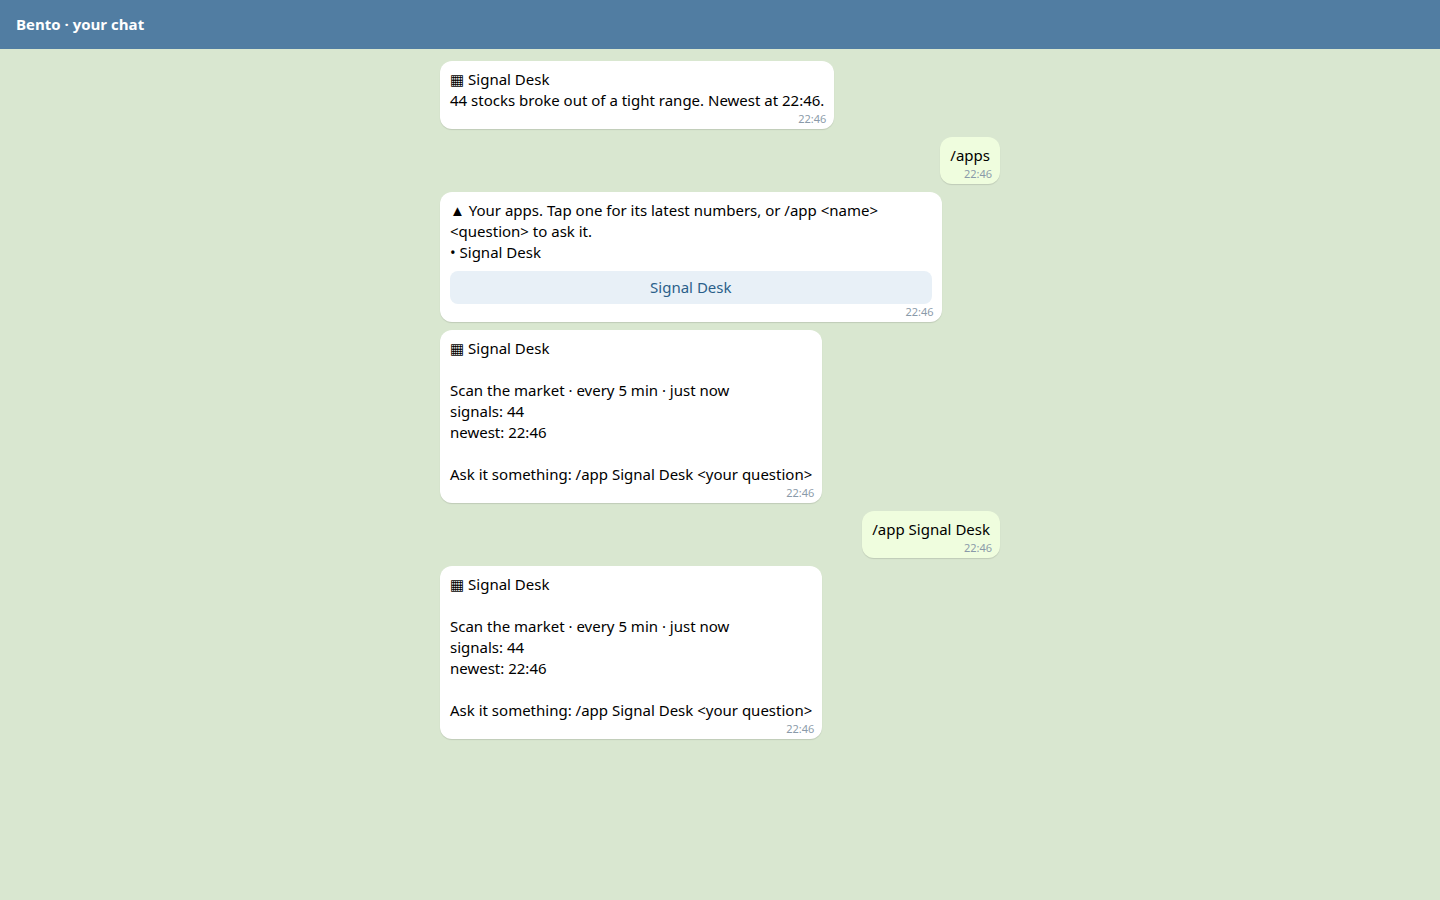 Bento · your chat
▦ Signal Desk
44 stocks broke out of a tight range. Newest at 22:46.
22:46
/apps
22:46
▲ Your apps. Tap one for its latest numbers, or /app <name>
<question> to ask it.
• Signal Desk
Signal Desk
22:46
▦ Signal Desk
Scan the market · every 5 min · just now
signals: 44
newest: 22:46
Ask it something: /app Signal Desk <your question>
22:46
/app Signal Desk
22:46
▦ Signal Desk
Scan the market · every 5 min · just now
signals: 44
newest: 22:46
Ask it something: /app Signal Desk <your question>
22:46